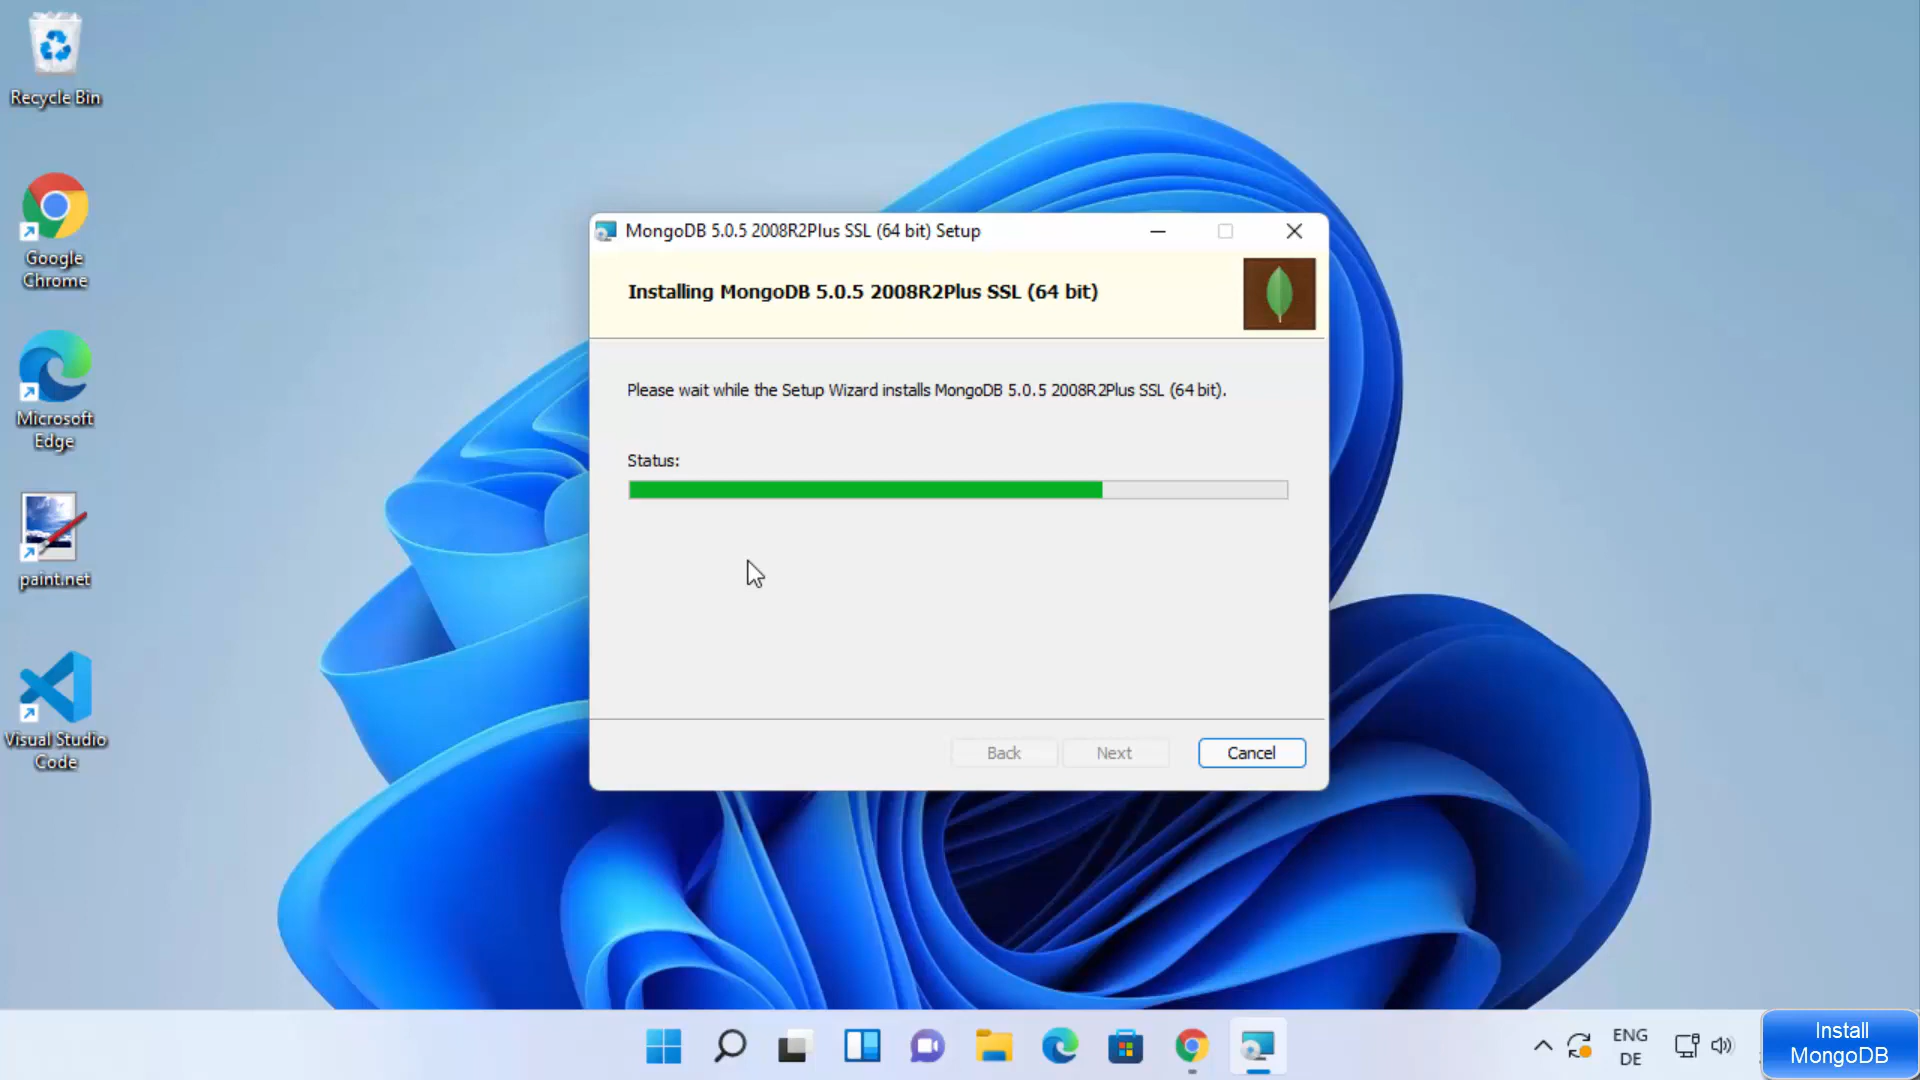 Recycle Bin
Google
Chrome
Microsoft
Edge
paint.net
Visual Studio
Code
MongoDB 5.0.5 2008R2Plus SSL (64 bit) Setup
Installing MongoDB 5.0.5 2008R2Plus SSL (64 bit)
Please wait while the Setup Wizard installs MongoDB 5.0.5 2008R2Plus SSL (64 bit).
Status:
Back
Next
Cancel
ENG
DE
Install
MongoDB